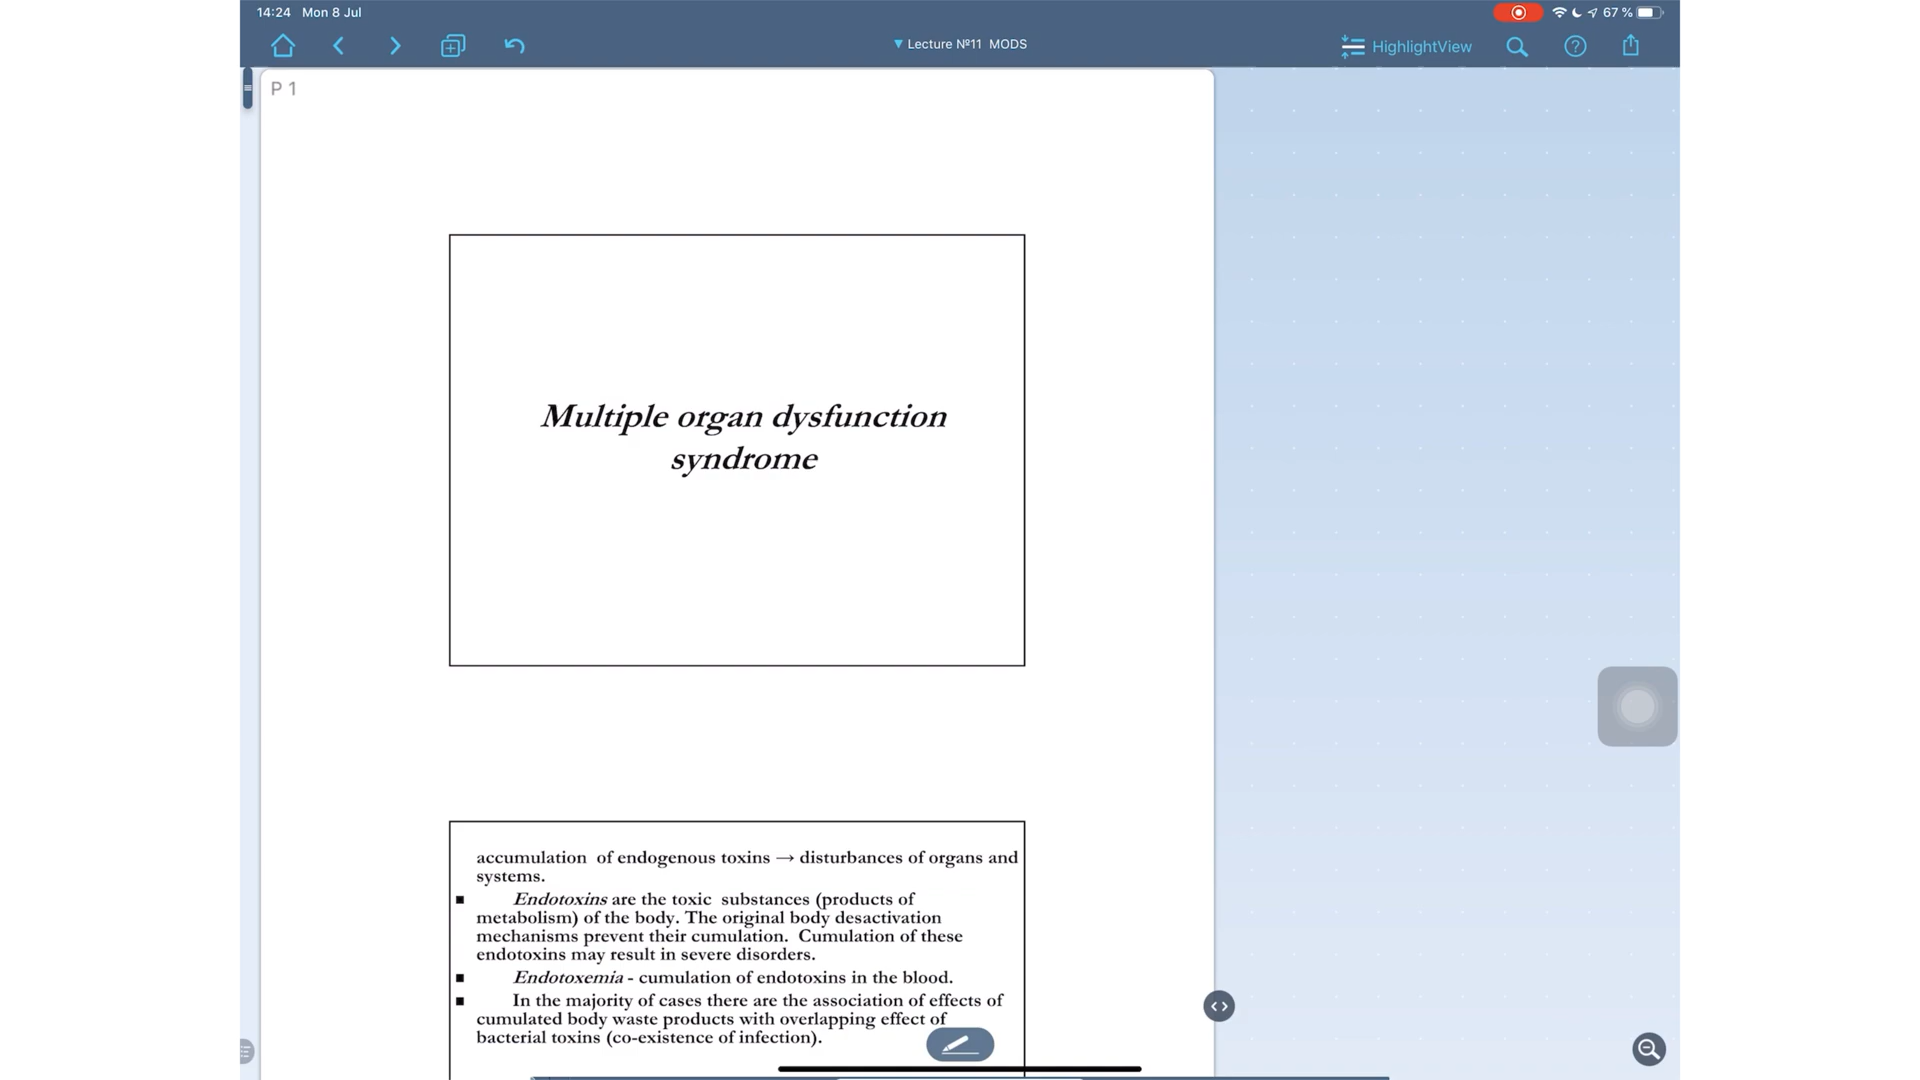 14:24 Mon 8 Jul
67 %
▼ Lecture Nº11 MODS
HighlightView
P 1
Multiple organ dysfunction
syndrome
accumulation of endogenous toxins → disturbances of organs and
systems.
■ Endotoxins are the toxic substances (products of
metabolism) of the body. The original body desactivation
mechanisms prevent their cumulation. Cumulation of these
endotoxins may result in severe disorders.
■ Endotoxemia - cumulation of endotoxins in the blood.
■ In the majority of cases there are the association of effects of
cumulated body waste products with overlapping effect of
bacterial toxins (co-existence of infection).